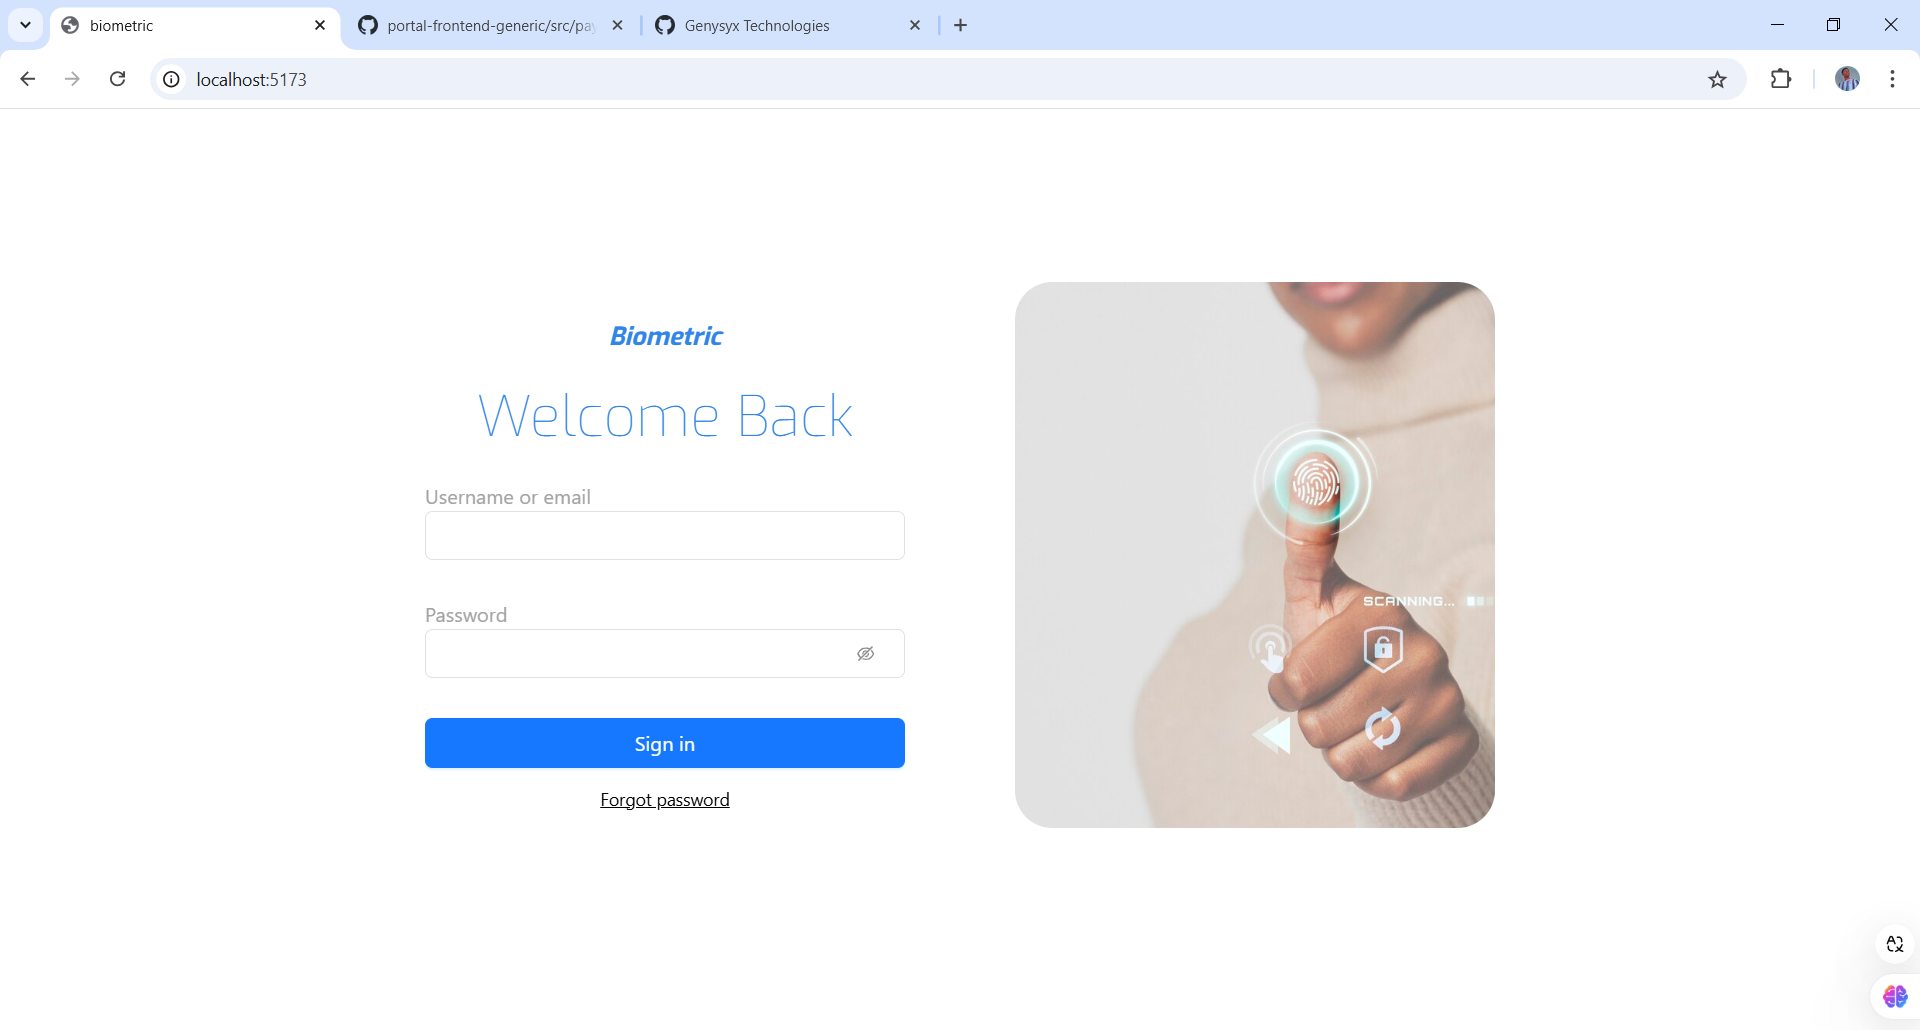 biometric
portal-frontend-generic/src/pay
Genysyx Technologies
localhost:5173
Biometric
Welcome Back
Username or email
Password
Sign in
Forgot password
SCANNING...